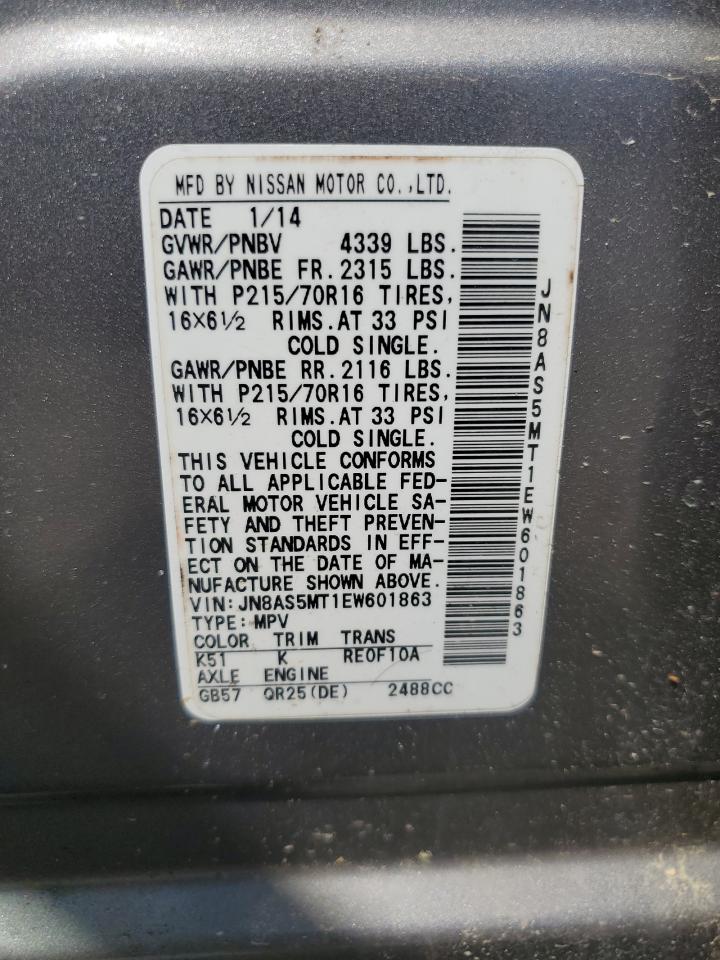 MFD BY NISSAN MOTOR CO.,LTD.
DATE 1/14
GVWR/PNBV 4339 LBS.
GAWR/PNBE FR.2315 LBS.
WITH P215/70R16 TIRES,
16X6½ RIMS.AT 33 PSI
COLD SINGLE.
GAWR/PNBE RR.2116 LBS.
WITH P215/70R16 TIRES,
16X6½ RIMS.AT 33 PSI
COLD SINGLE.
THIS VEHICLE CONFORMS
TO ALL APPLICABLE FED-
ERAL MOTOR VEHICLE SA-
FETY AND THEFT PREVEN-
TION STANDARDS IN EFF-
ECT ON THE DATE OF MA-
NUFACTURE SHOWN ABOVE.
VIN:JN8AS5MT1EW601863
TYPE:MPV
COLOR TRIM TRANS
K51 K RE0F10A
AXLE ENGINE
GB57 QR25(DE) 2488CC
JN8AS5MT1EW601863